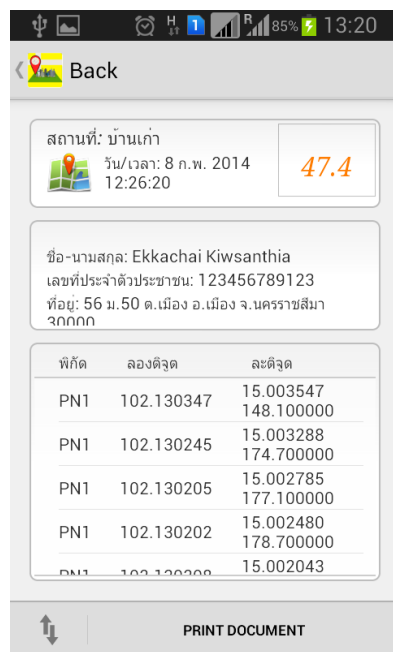 H R 85% 13:20
1
Back
สถานที่: บ้านเก่า
วัน/เวลา: 8 ก.พ. 2014
12:26:20
47.4
ชื่อ-นามสกุล: Ekkachai Kiwsanthia
เลขที่ประจำตัวประชาชน: 123456789123
ที่อยู่: 56 ม.50 ต.เมือง อ.เมือง จ.นครราชสีมา
30000
พิกัด ลองติจูต ละติจูด
PN1 102.130347 15.003547
148.100000
PN1 102.130245 15.003288
174.700000
PN1 102.130205 15.002785
177.100000
PN1 102.130202 15.002480
178.700000
PN1 15.002043
PRINT DOCUMENT